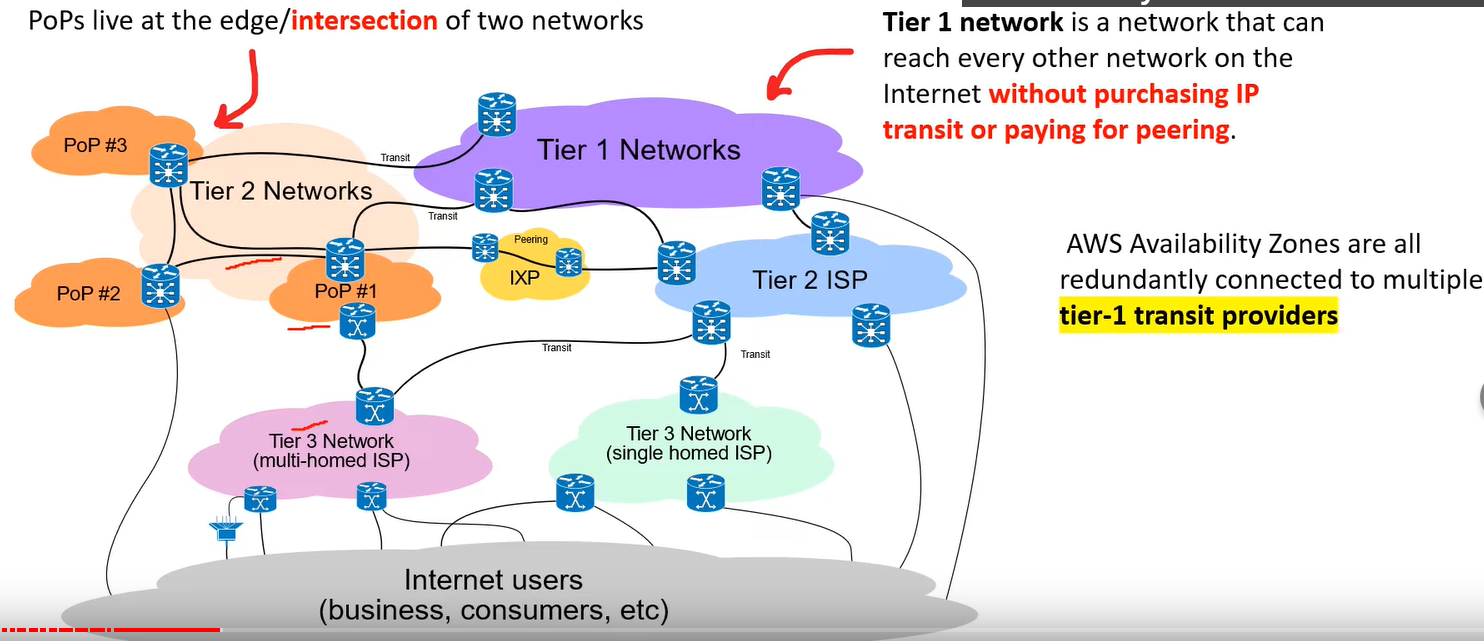 PoPs live at the edge/intersection of two networks
Tier 1 network is a network that can
reach every other network on the
Internet without purchasing IP
transit or paying for peering.
PoP #3
Transit
Tier 1 Networks
Tier 2 Networks
Transit
Peering
IXP
Tier 2 ISP
PoP #2
PoP #1
AWS Availability Zones are all
redundantly connected to multiple
tier-1 transit providers
Transit
Transit
Tier 3 Network
(multi-homed ISP)
Tier 3 Network
(single homed ISP)
Internet users
(business, consumers, etc)